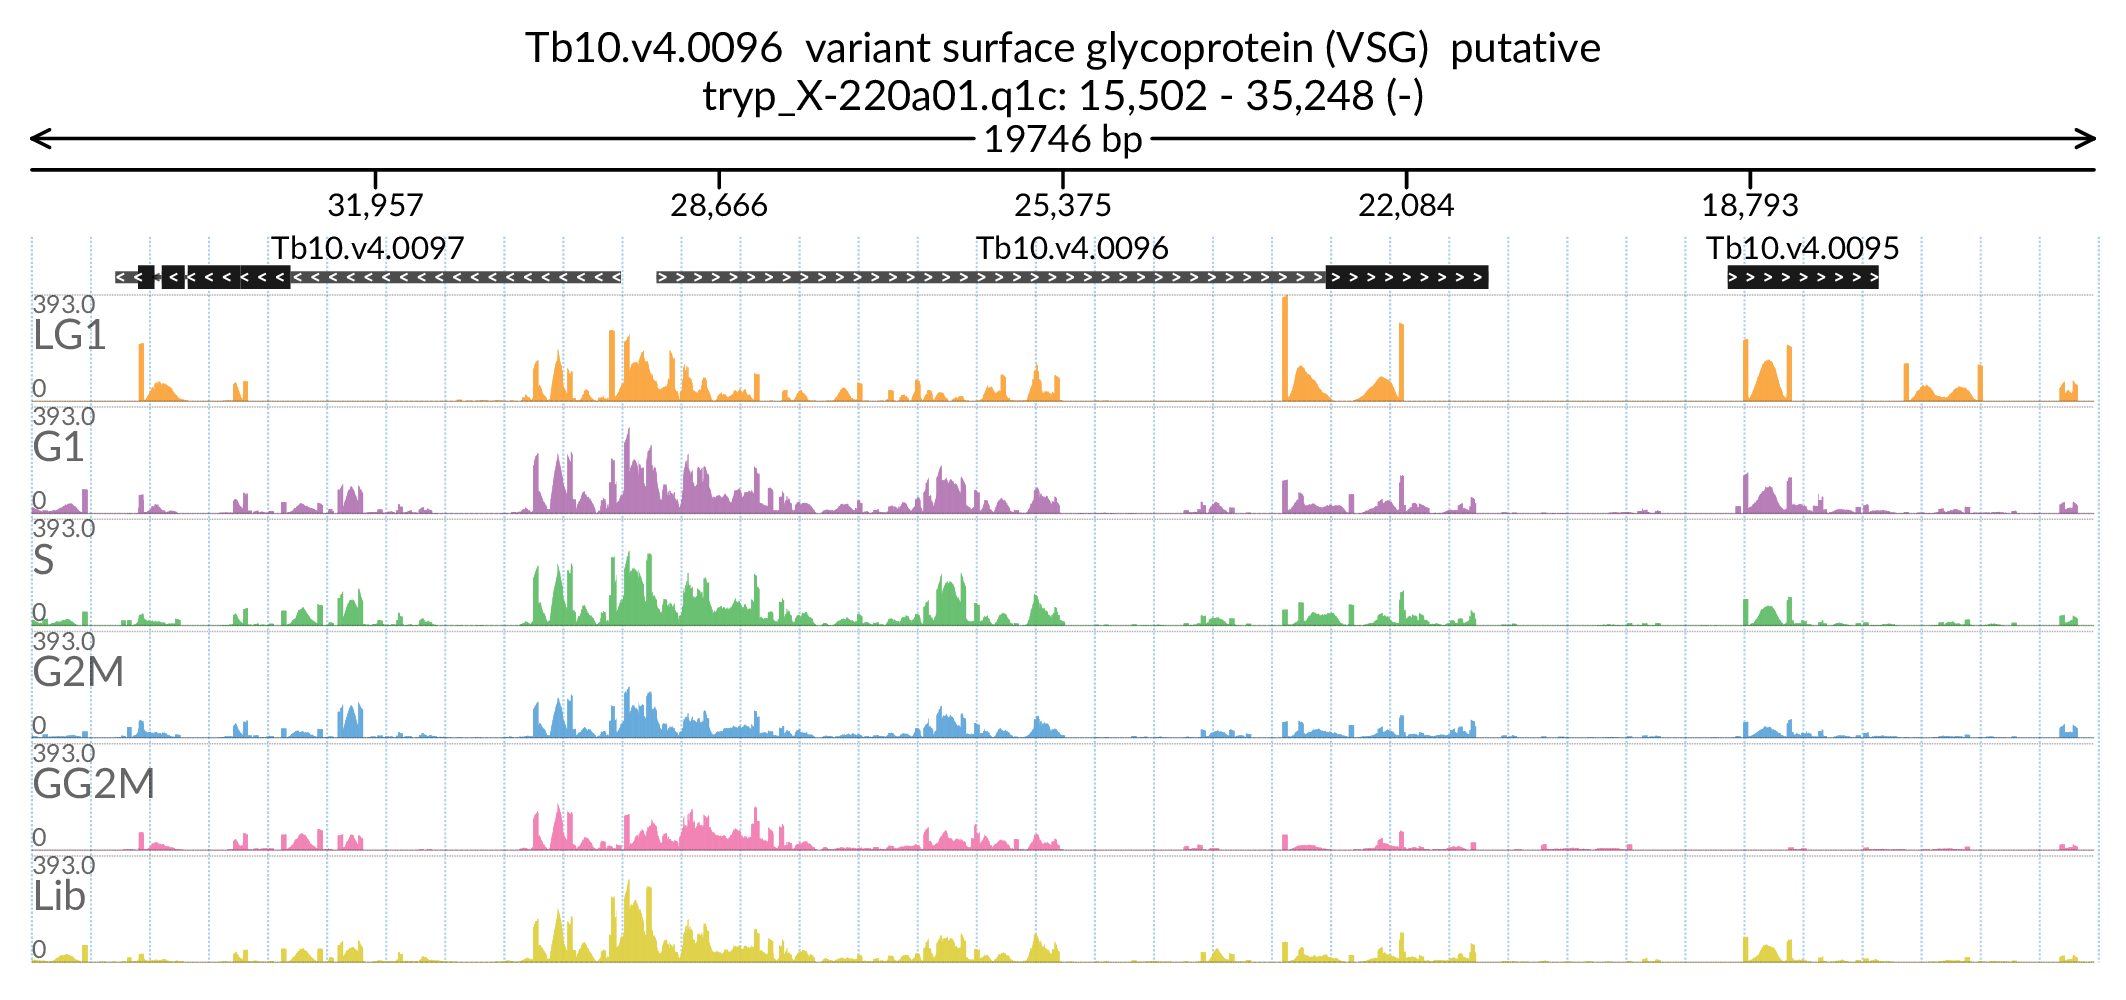 Tb10.v4.0096  variant surface glycoprotein (VSG)  putative
tryp_X-220a01.q1c: 15,502 - 35,248 (-)
19746 bp
31,957 28,666 25,375 22,084 18,793
Tb10.v4.0097 Tb10.v4.0096 Tb10.v4.0095
393.0
LG1
0
393.0
G1
0
393.0
S
0
393.0
G2M
0
393.0
GG2M
0
393.0
Lib
0